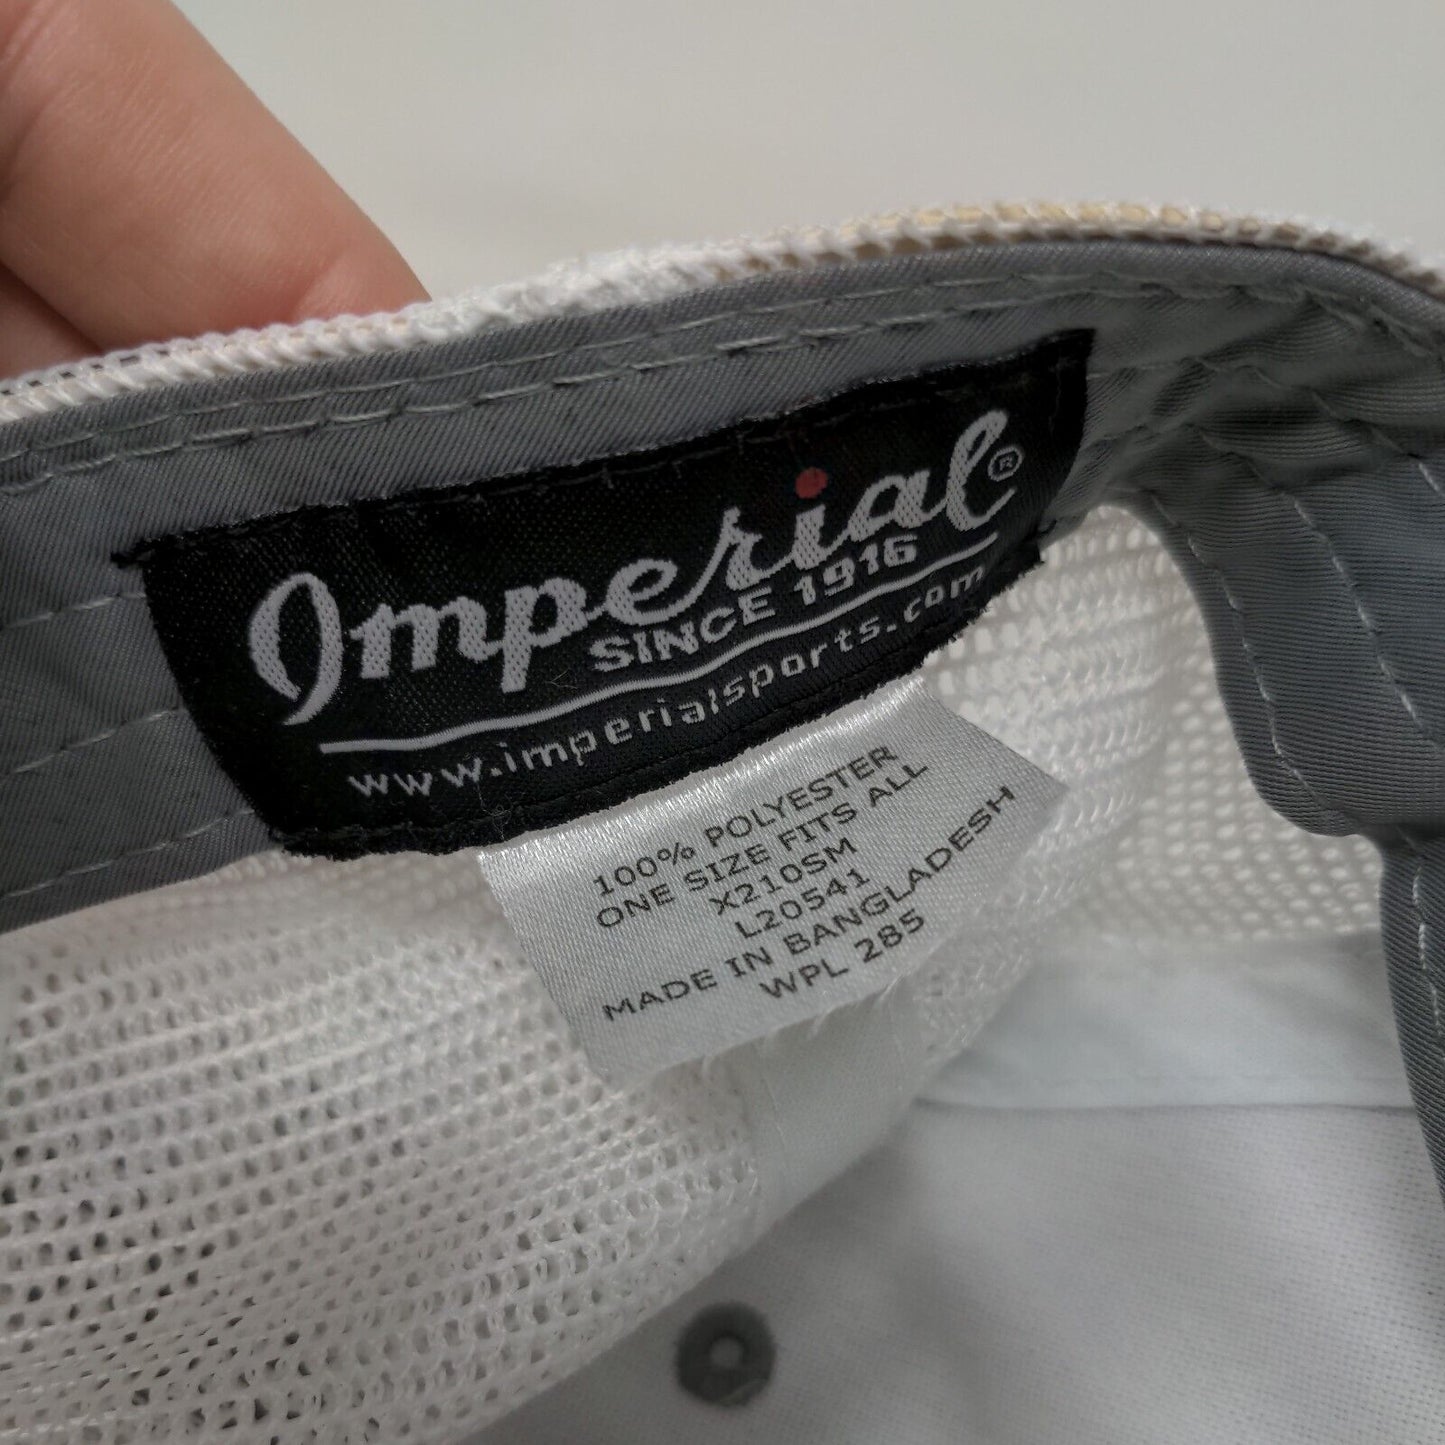 Imperial®
SINCE 1916
www.imperialsports.com
100% POLYESTER
ONE SIZE FITS ALL
X210SM
L20541
MADE IN BANGLADESH
WPL 285